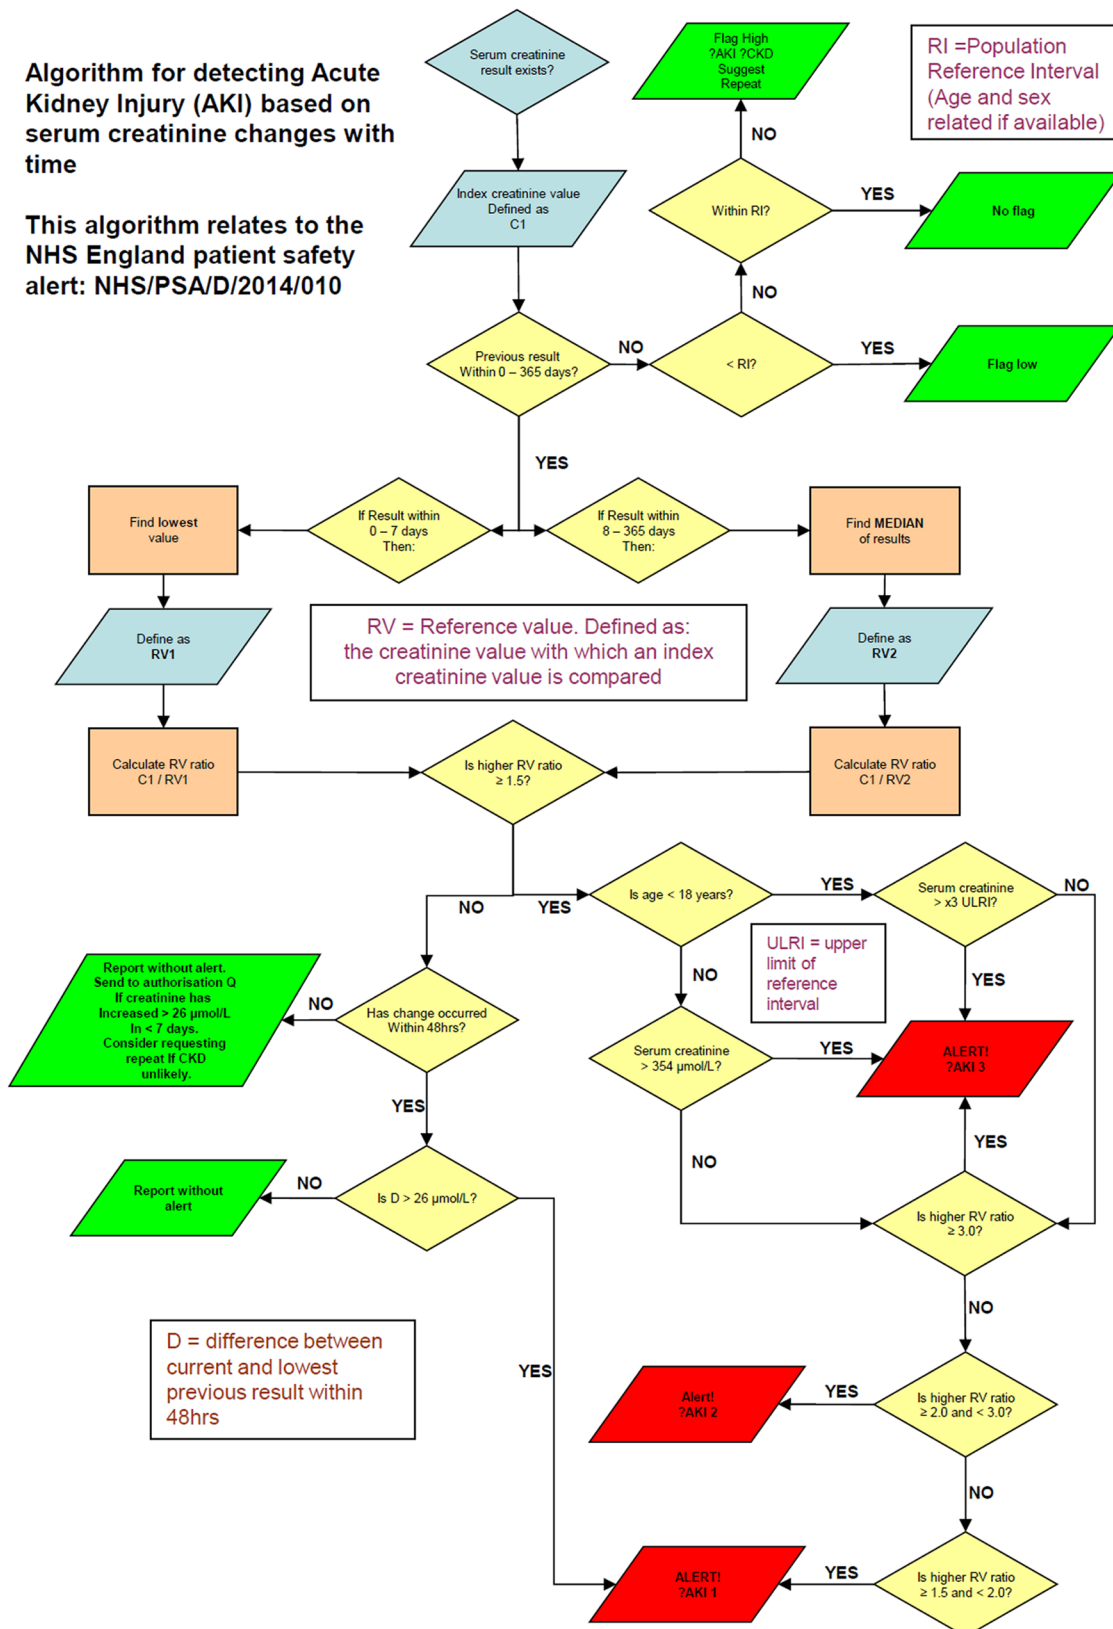 Algorithm for detecting Acute
Kidney Injury (AKI) based on
serum creatinine changes with
time
This algorithm relates to the
NHS England patient safety
alert: NHS/PSA/D/2014/010
Serum creatinine
result exists?
Flag High
?AKI ?CKD
Suggest
Repeat
RI =Population
Reference Interval
(Age and sex
related if available)
NO
Index creatinine value
Defined as
C1
Within RI?
YES
No flag
NO
Previous result
Within 0 – 365 days?
NO
< RI?
YES
Flag low
YES
Find lowest
value
If Result within
0 – 7 days
Then:
If Result within
8 – 365 days
Then:
Find MEDIAN
of results
Define as
RV1
RV = Reference value. Defined as:
the creatinine value with which an index
creatinine value is compared
Define as
RV2
Calculate RV ratio
C1 / RV1
Is higher RV ratio
≥ 1.5?
Calculate RV ratio
C1 / RV2
NO
YES
Is age < 18 years?
YES
Serum creatinine
> x3 ULRI?
NO
ULRI = upper
limit of
reference
interval
NO
YES
Report without alert.
Send to authorisation Q
If creatinine has
Increased > 26 µmol/L
In < 7 days.
Consider requesting
repeat If CKD
unlikely.
NO
Has change occurred
Within 48hrs?
Serum creatinine
> 354 µmol/L?
YES
ALERT!
?AKI 3
YES
NO
YES
Report without
alert
NO
Is D > 26 µmol/L?
Is higher RV ratio
≥ 3.0?
NO
D = difference between
current and lowest
previous result within
48hrs
YES
Alert!
?AKI 2
YES
Is higher RV ratio
≥ 2.0 and < 3.0?
NO
ALERT!
?AKI 1
YES
Is higher RV ratio
≥ 1.5 and < 2.0?